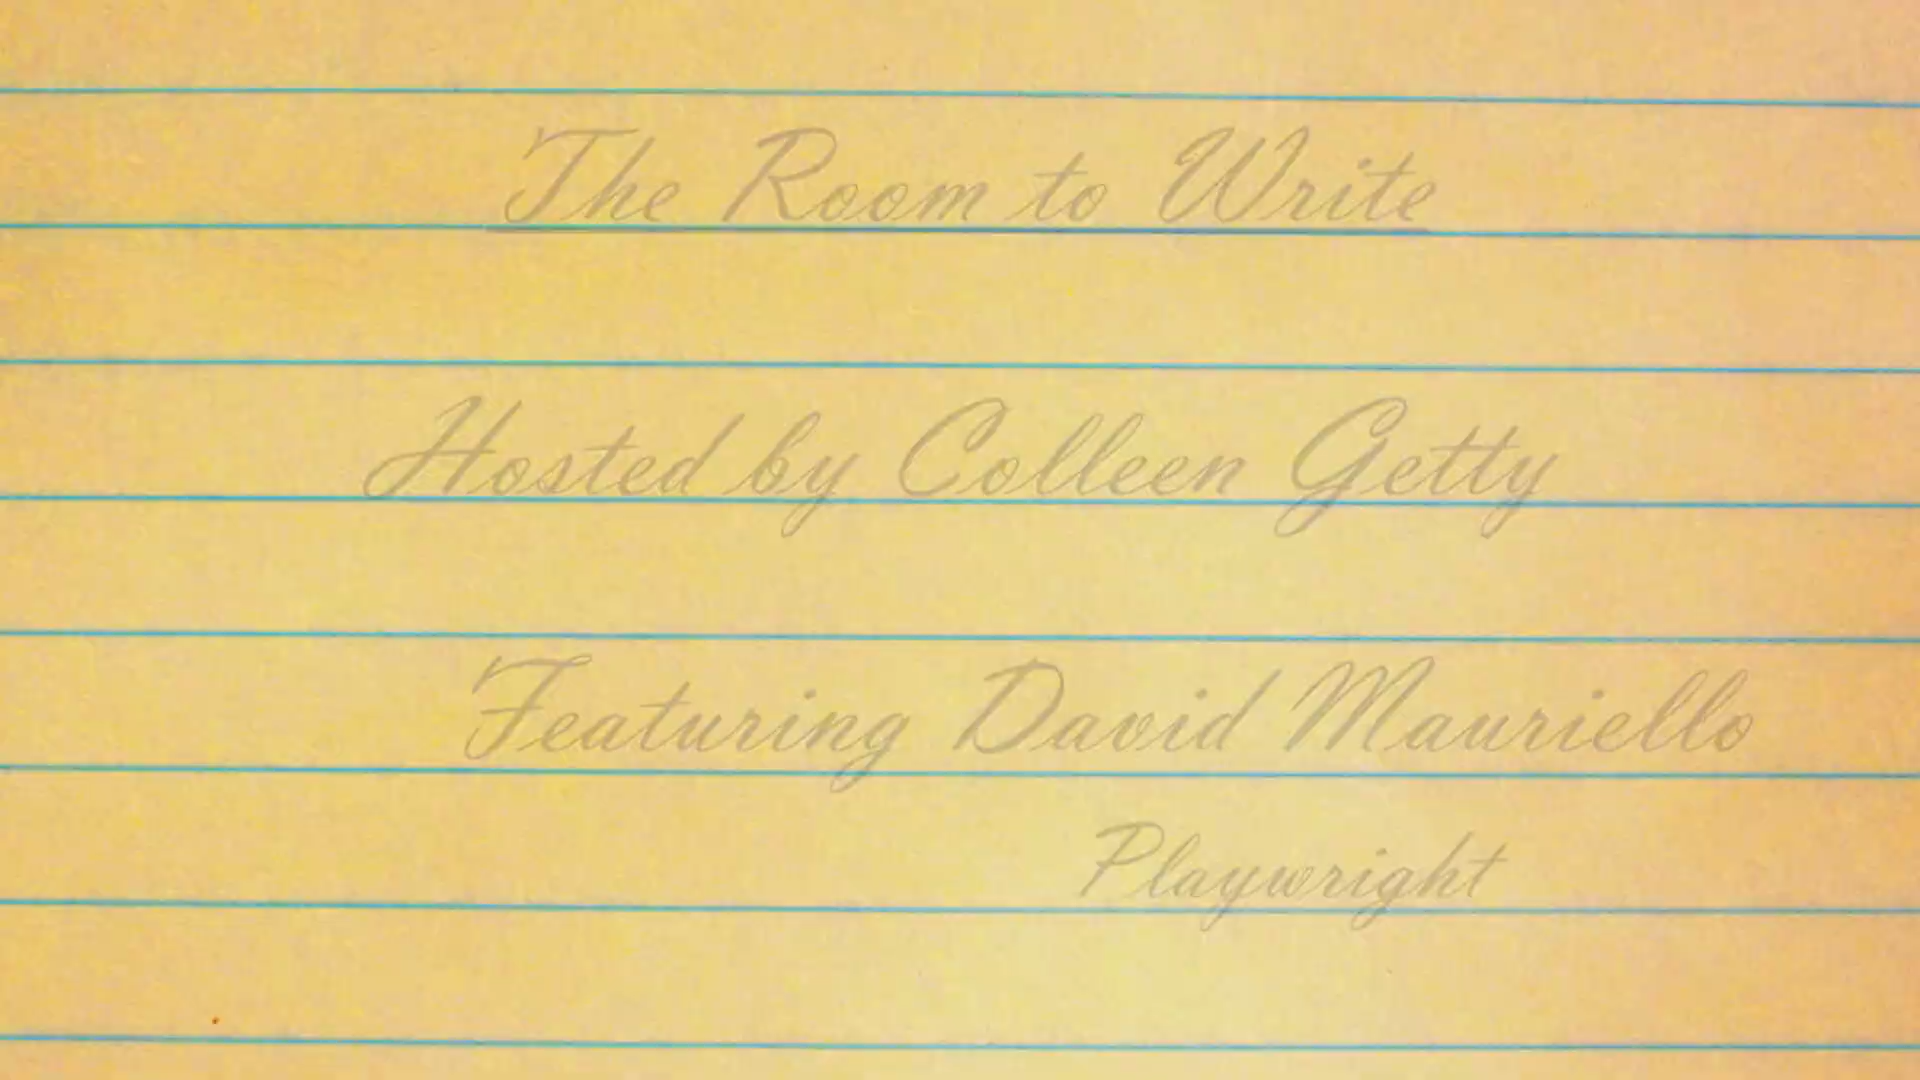 The Room to Write
Hosted by Colleen Getty
Featuring David Mauriello
Playwright